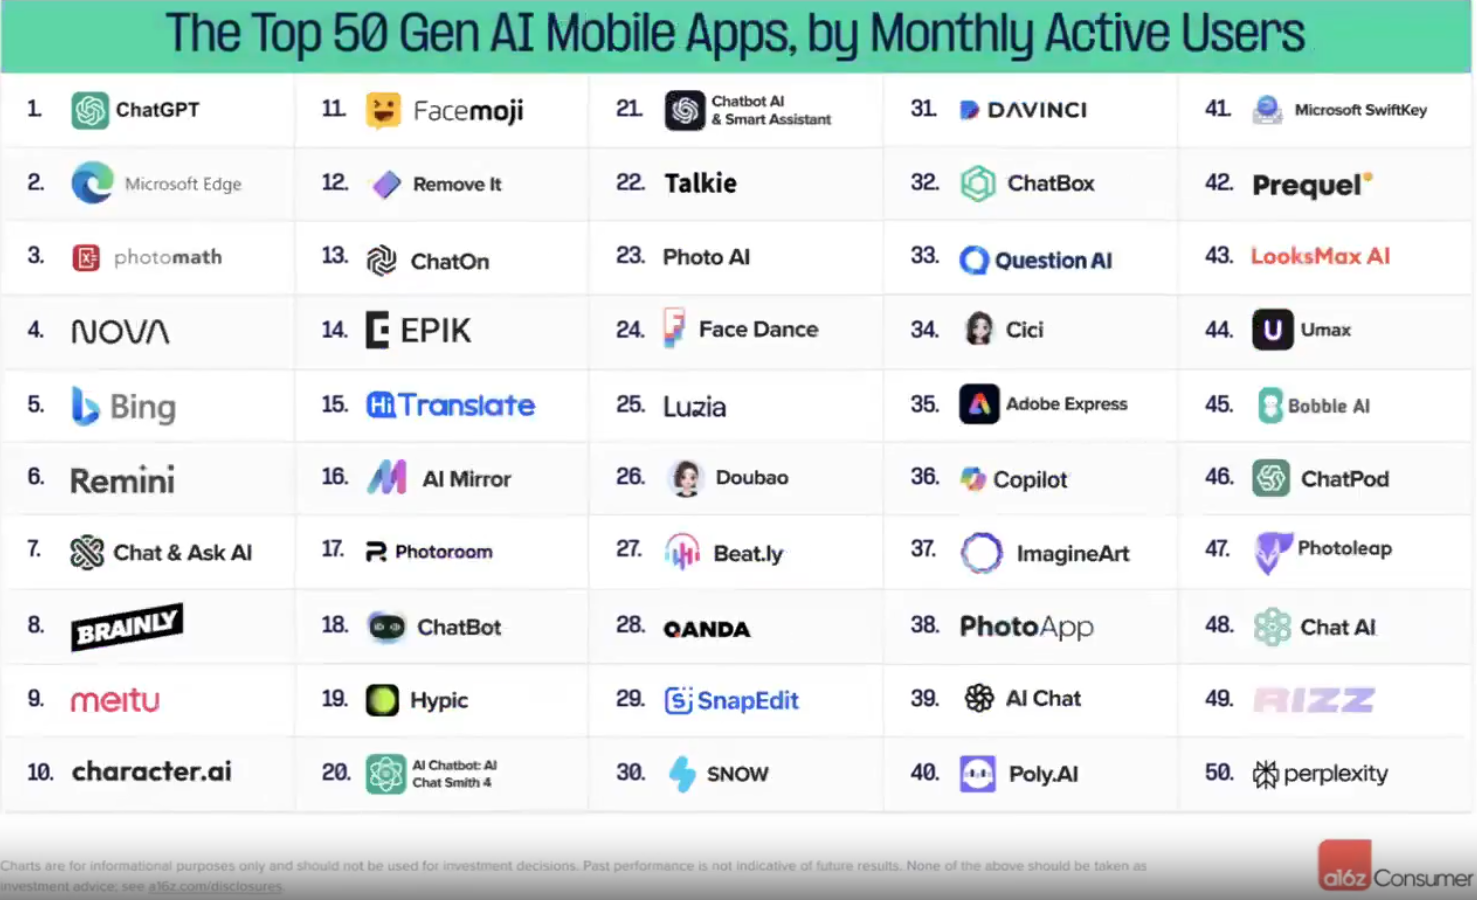 The Top 50 Gen AI Mobile Apps, by Monthly Active Users
1. ChatGPT
2. Microsoft Edge
3. photomath
4. NOVA
5. Bing
6. Remini
7. Chat & Ask AI
8. BRAINLY
9. meitu
10. character.ai
11. Facemoji
12. Remove It
13. ChatOn
14. EPIK
15. Hi Translate
16. AI Mirror
17. Photoroom
18. ChatBot
19. Hypic
20. AI Chatbot: AI
Chat Smith 4
21. Chatbot AI
& Smart Assistant
22. Talkie
23. Photo AI
24. Face Dance
25. Luzia
26. Doubao
27. Beat.ly
28. QANDA
29. SnapEdit
30. SNOW
31. DAVINCI
32. ChatBox
33. Question AI
34. Cici
35. Adobe Express
36. Copilot
37. ImagineArt
38. PhotoApp
39. AI Chat
40. Poly.AI
41. Microsoft SwiftKey
42. Prequel
43. LooksMax AI
44. U Umax
45. Bobble AI
46. ChatPod
47. Photoleap
48. Chat AI
49. RIZZ
50. perplexity
Charts are for informational purposes only and should not be used for investment decisions. Past performance is not indicative of future results. None of the above should be taken as
investment advice; see a16z.com/disclosures.
a16z Consumer